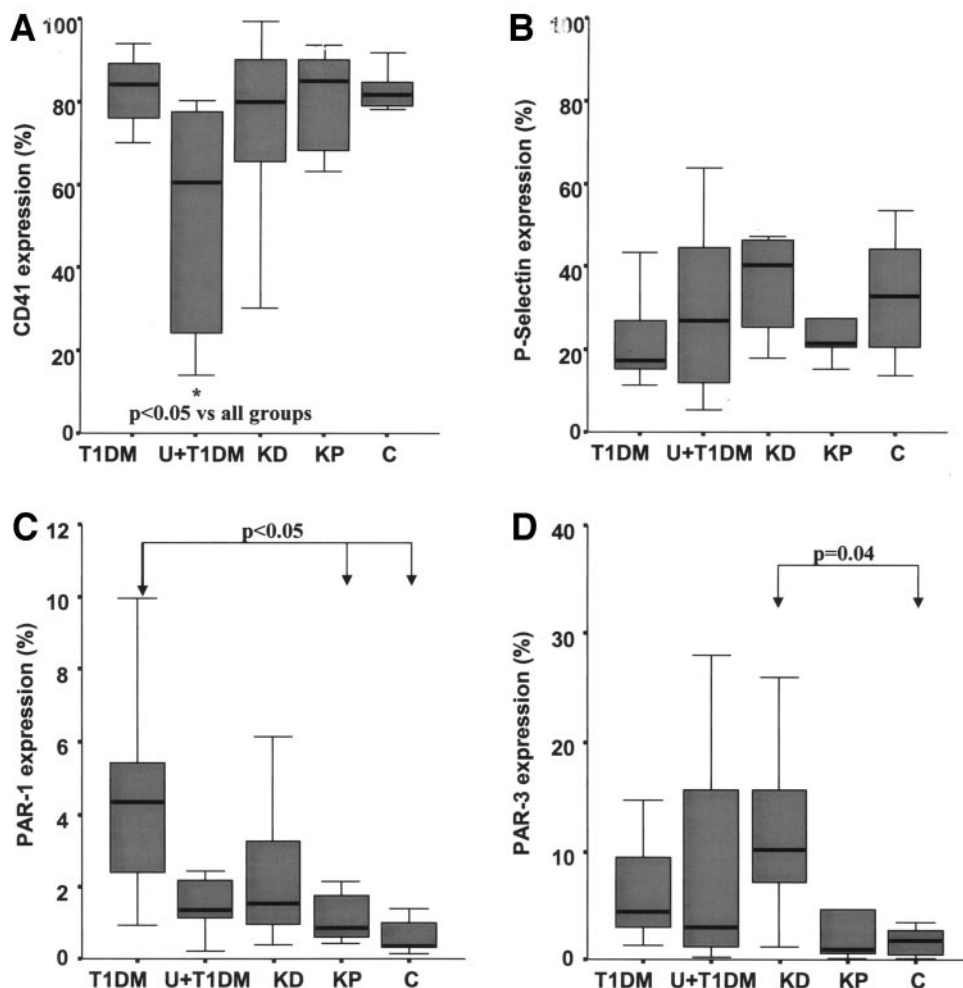 A
CD41 expression (%)
100
80
60
40
20
0
*
p<0.05 vs all groups
T1DM U+T1DM KD KP C
B
P-Selectin expression (%)
100
80
60
40
20
0
T1DM U+T1DM KD KP C
C
PAR-1 expression (%)
12
10
8
6
4
2
0
p<0.05
T1DM U+T1DM KD KP C
D
PAR-3 expression (%)
40
30
20
10
0
p=0.04
T1DM U+T1DM KD KP C